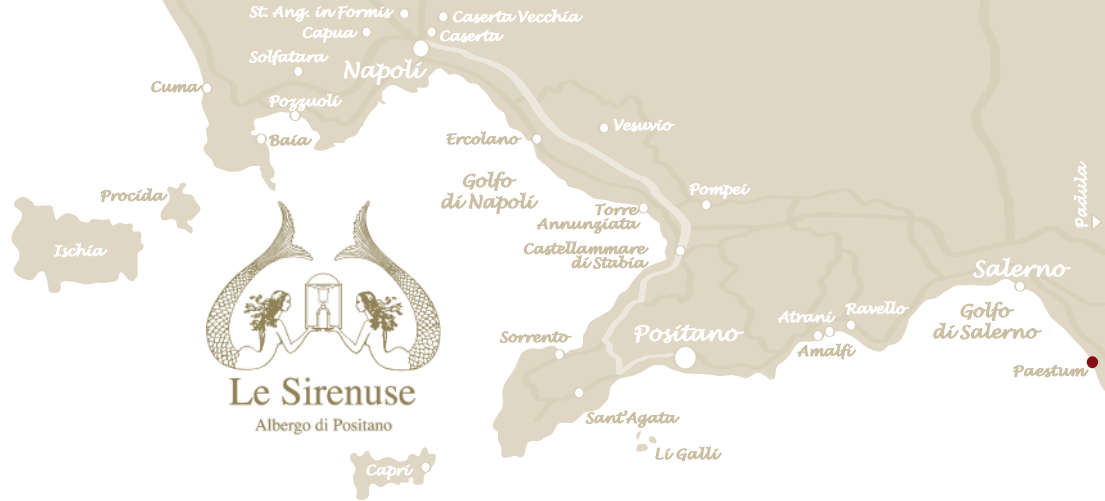 St. Ang. in Formis
Caserta Vecchia
Capua
Caserta
Solfatara
Napoli
Cuma
Pozzuoli
Vesuvio
Baia
Ercolano
Golfo
di Napoli
Procida
Pompei
Padula
Torre
Annunziata
Ischia
Castellammare
di Stabia
Salerno
Golfo
di Salerno
Atrani
Ravello
Sorrento
Positano
Amalfi
Paestum
Le Sirenuse
Albergo di Positano
Sant'Agata
Li Galli
Capri